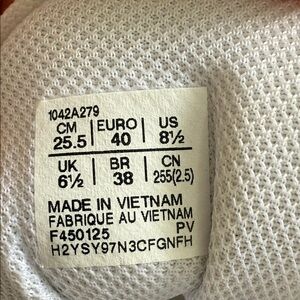 1042A279
CM EURO US
25.5 40 8½
UK BR CN
6½ 38 255(2.5)
MADE IN VIETNAM
FABRIQUE AU VIETNAM
F450125 PV
H2YSY97N3CFGNFH